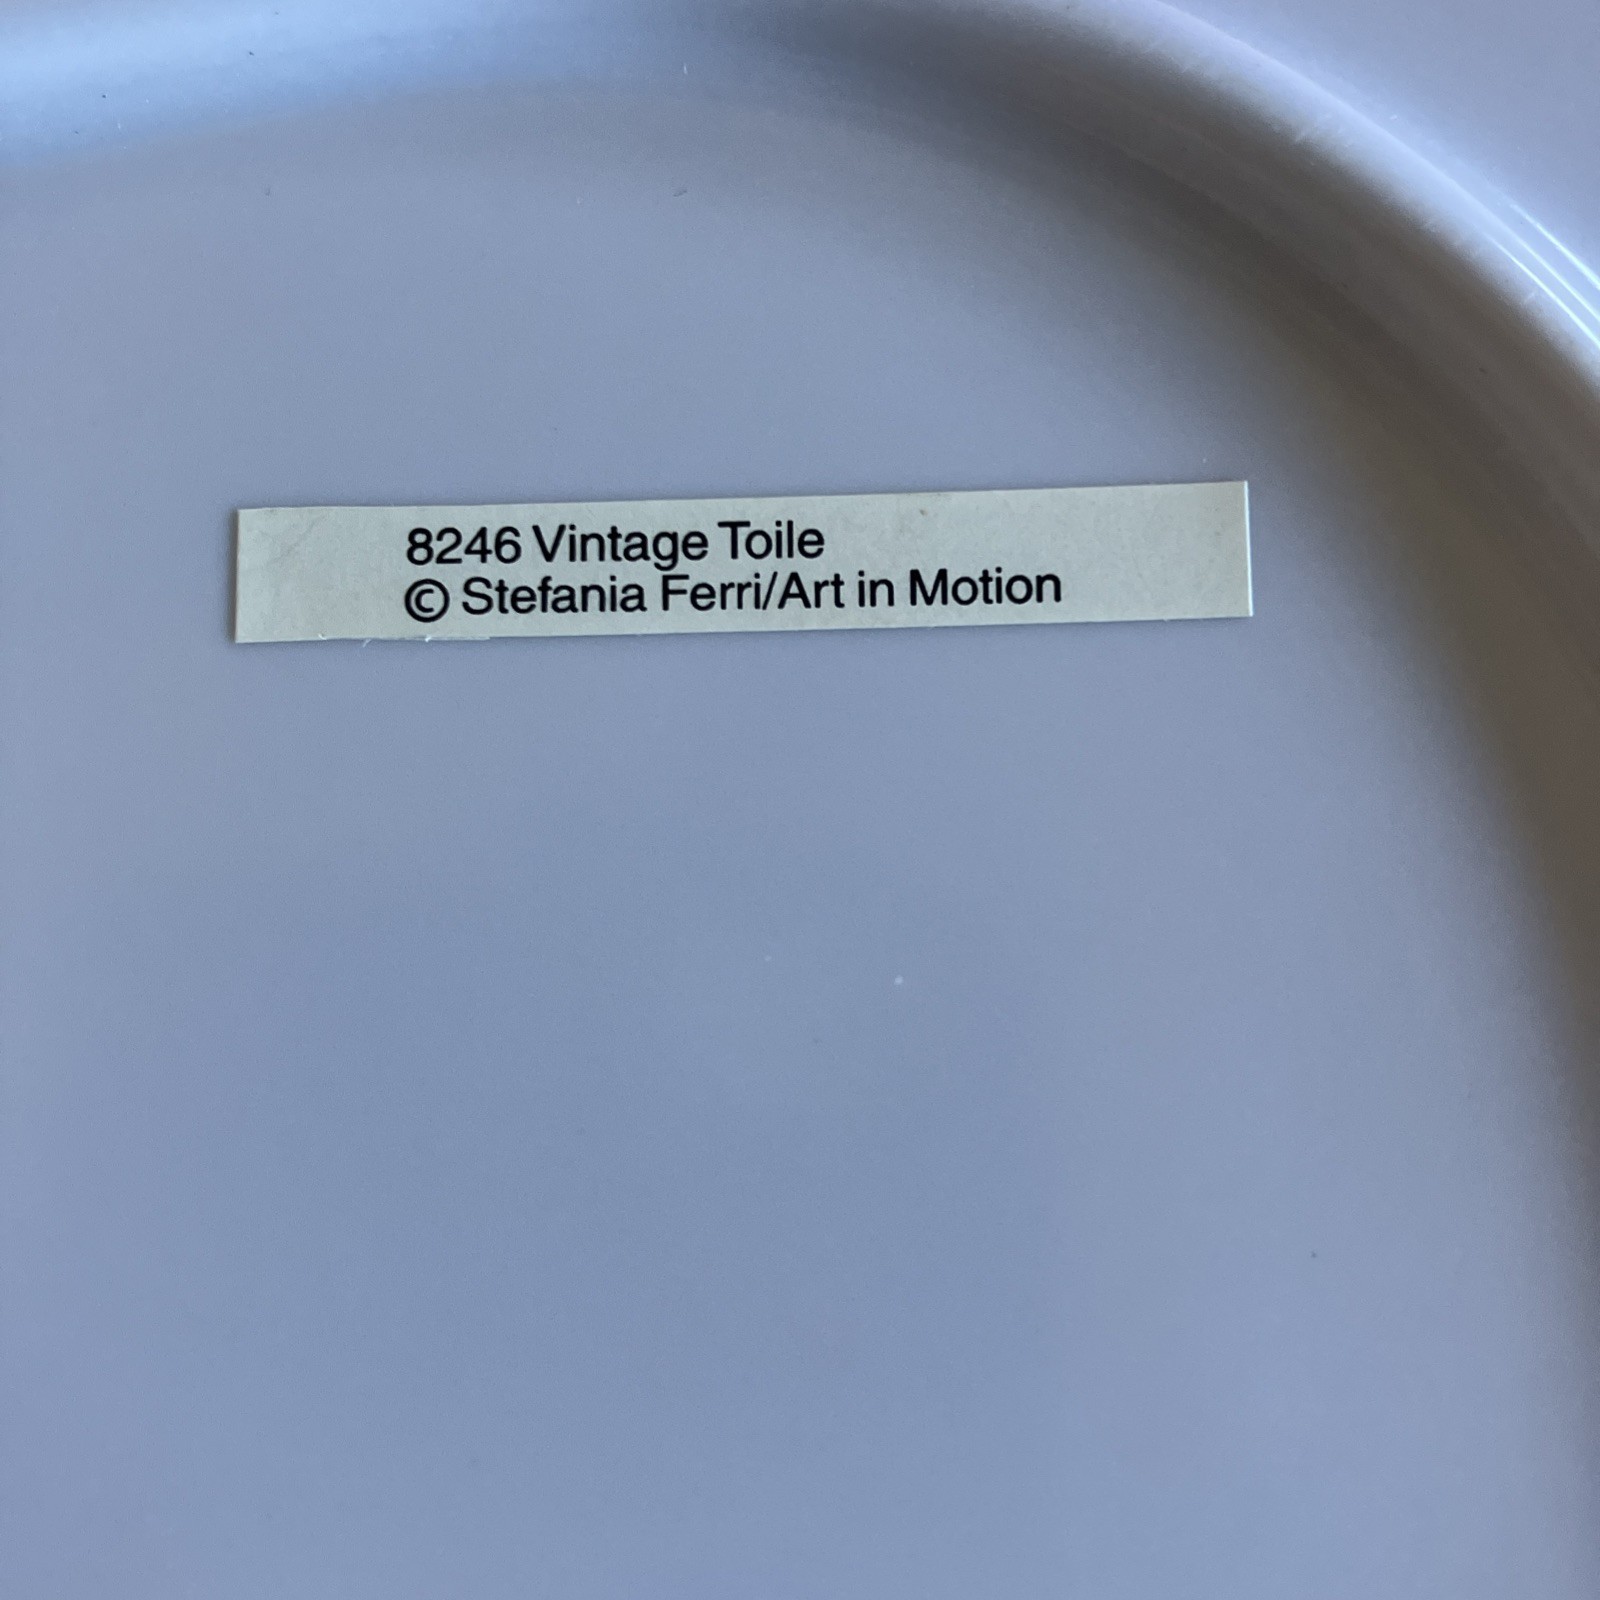 8246 Vintage Toile
© Stefania Ferri/Art in Motion